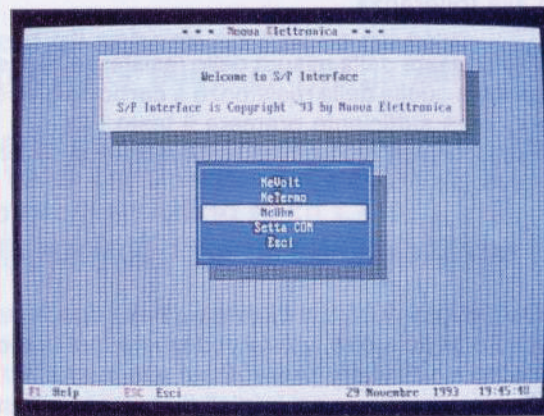 * * * Nuova Elettronica * * *
Welcome to S/P Interface
S/P Interface is Copyright '93 by Nuova Elettronica
NeVolt
NeTermo
NeOhm
Setta COM
Esci
F1 Help ESC Esci 29 Novembre 1993 19:45:40